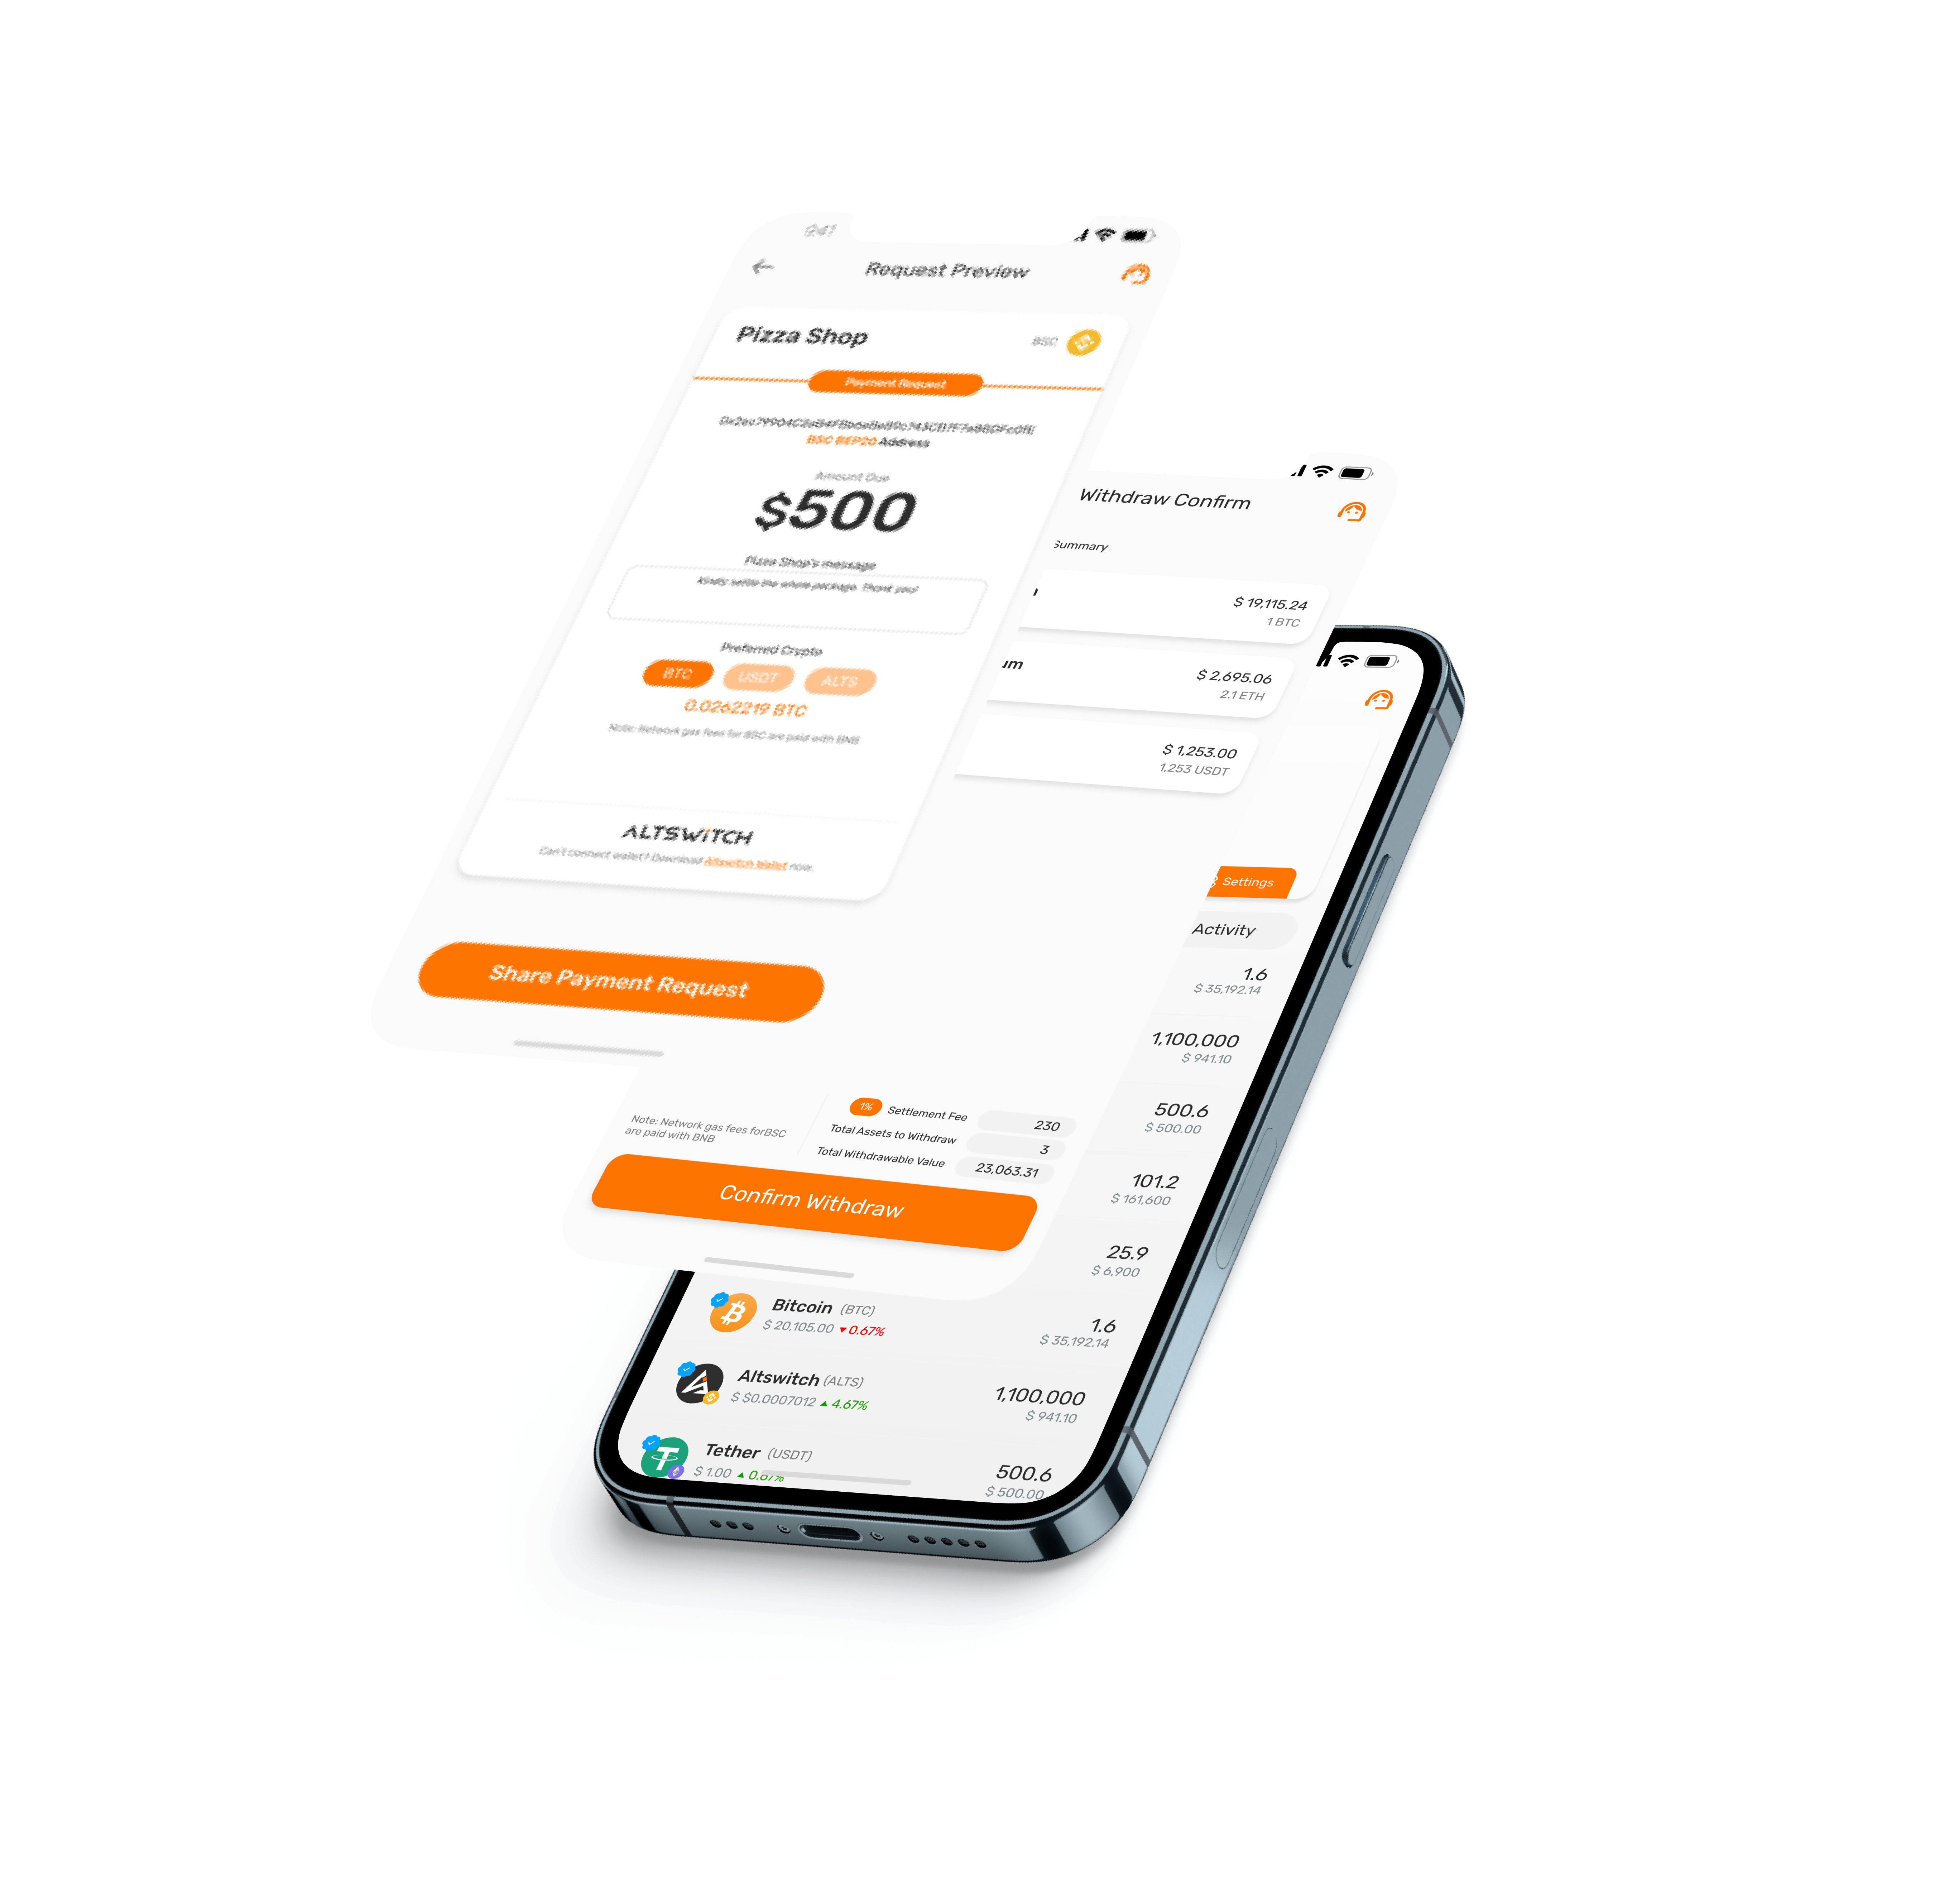 9:41
Request Preview
Pizza Shop
BSC
Payment Request
BSC BEP20 Address
Amount Due
$500
Pizza Shop's message
Kindly settle the whole package. Thank you!
Preferred Crypto
BTC USDT ALTS
0.0262219 BTC
Note: Network gas fees for BSC are paid with BNB
ALTSWiTCH
Can't connect wallet? Download Altswitch Wallet now.
Share Payment Request
Withdraw Confirm
Summary
$ 19,115.24
1 BTC
um
$ 2,695.06
2.1 ETH
$ 1,253.00
1,253 USDT
Note: Network gas fees forBSC
are paid with BNB
1% Settlement Fee 230
Total Assets to Withdraw 3
Total Withdrawable Value 23,063.31
Confirm Withdraw
Settings
Activity
1.6
$ 35,192.14
1,100,000
$ 941.10
500.6
$ 500.00
101.2
$ 161,600
25.9
$ 6,900
Bitcoin (BTC) 1.6
$ 20,105.00 ▼0.67% $ 35,192.14
Altswitch (ALTS) 1,100,000
$ $0.0007012 ▲ 4.67% $ 941.10
Tether (USDT) 500.6
$ 1.00 ▲ 0.67% $ 500.00